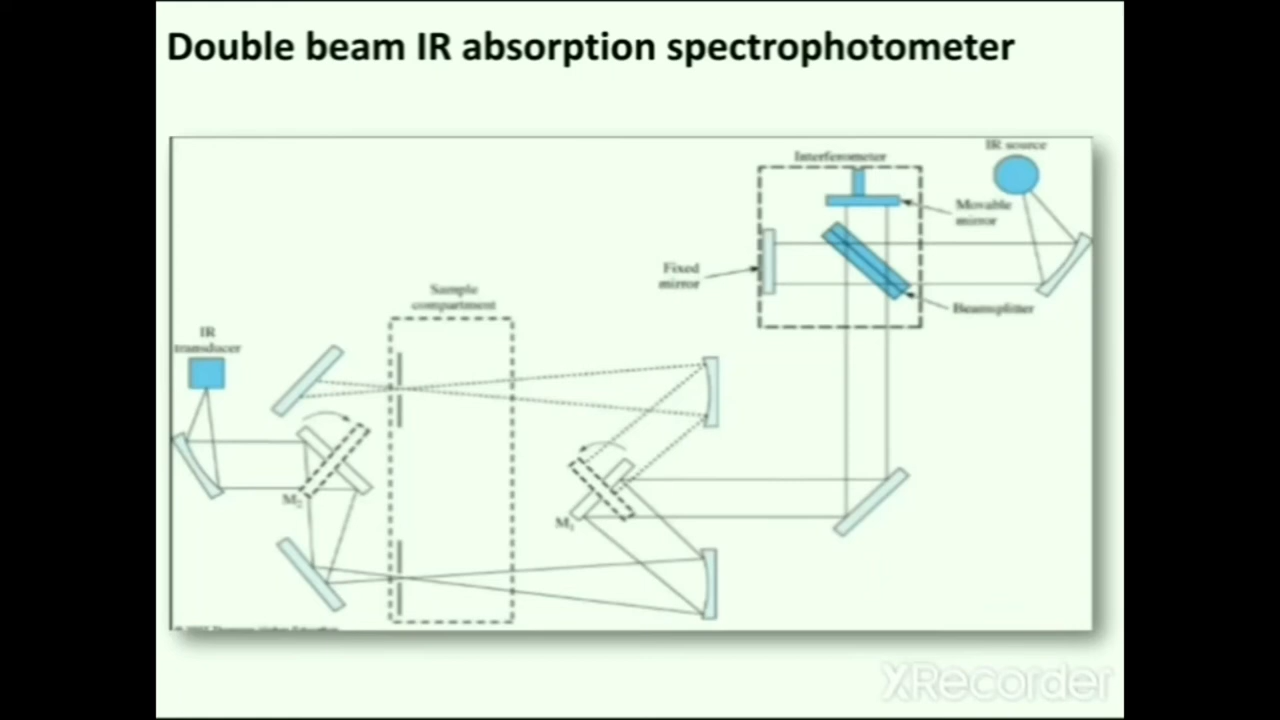 Double beam IR absorption spectrophotometer
IR source
Interferometer
Movable
mirror
Fixed
mirror
Beamsplitter
Sample
compartment
IR
transducer
M2
M1
XRecorder